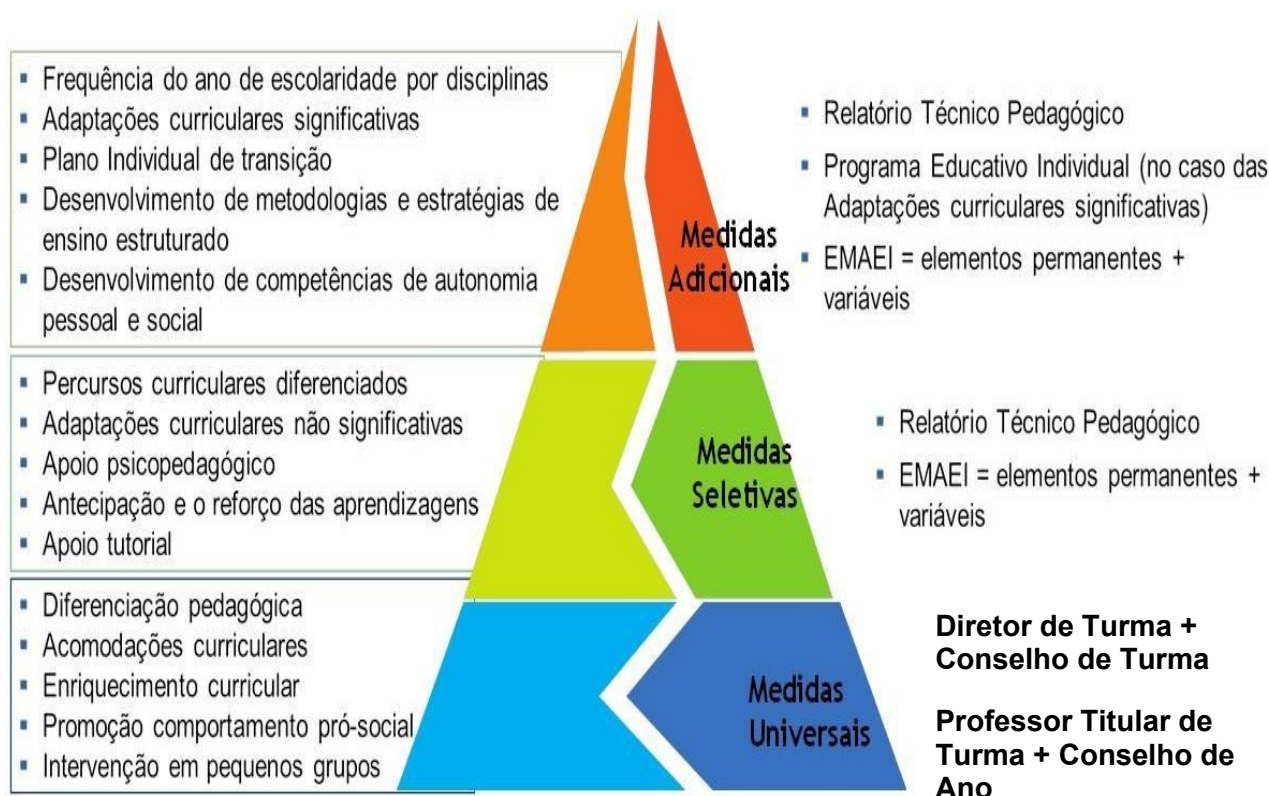 ▪ Frequência do ano de escolaridade por disciplinas
▪ Adaptações curriculares significativas
▪ Plano Individual de transição
▪ Desenvolvimento de metodologias e estratégias de
ensino estruturado
▪ Desenvolvimento de competências de autonomia
pessoal e social
Medidas
Adicionais
▪ Relatório Técnico Pedagógico
▪ Programa Educativo Individual (no caso das
Adaptações curriculares significativas)
▪ EMAEI = elementos permanentes +
variáveis
▪ Percursos curriculares diferenciados
▪ Adaptações curriculares não significativas
▪ Apoio psicopedagógico
▪ Antecipação e o reforço das aprendizagens
▪ Apoio tutorial
Medidas
Seletivas
▪ Relatório Técnico Pedagógico
▪ EMAEI = elementos permanentes +
variáveis
▪ Diferenciação pedagógica
▪ Acomodações curriculares
▪ Enriquecimento curricular
▪ Promoção comportamento pró-social
▪ Intervenção em pequenos grupos
Medidas
Universais
Diretor de Turma +
Conselho de Turma
Professor Titular de
Turma + Conselho de
Ano